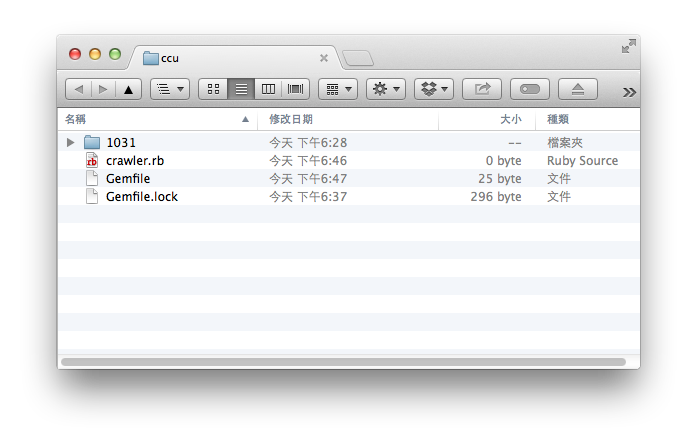 ccu
名稱 修改日期 大小 種類
1031 今天 下午6:28 -- 檔案夾
crawler.rb 今天 下午6:46 0 byte Ruby Source
Gemfile 今天 下午6:47 25 byte 文件
Gemfile.lock 今天 下午6:37 296 byte 文件